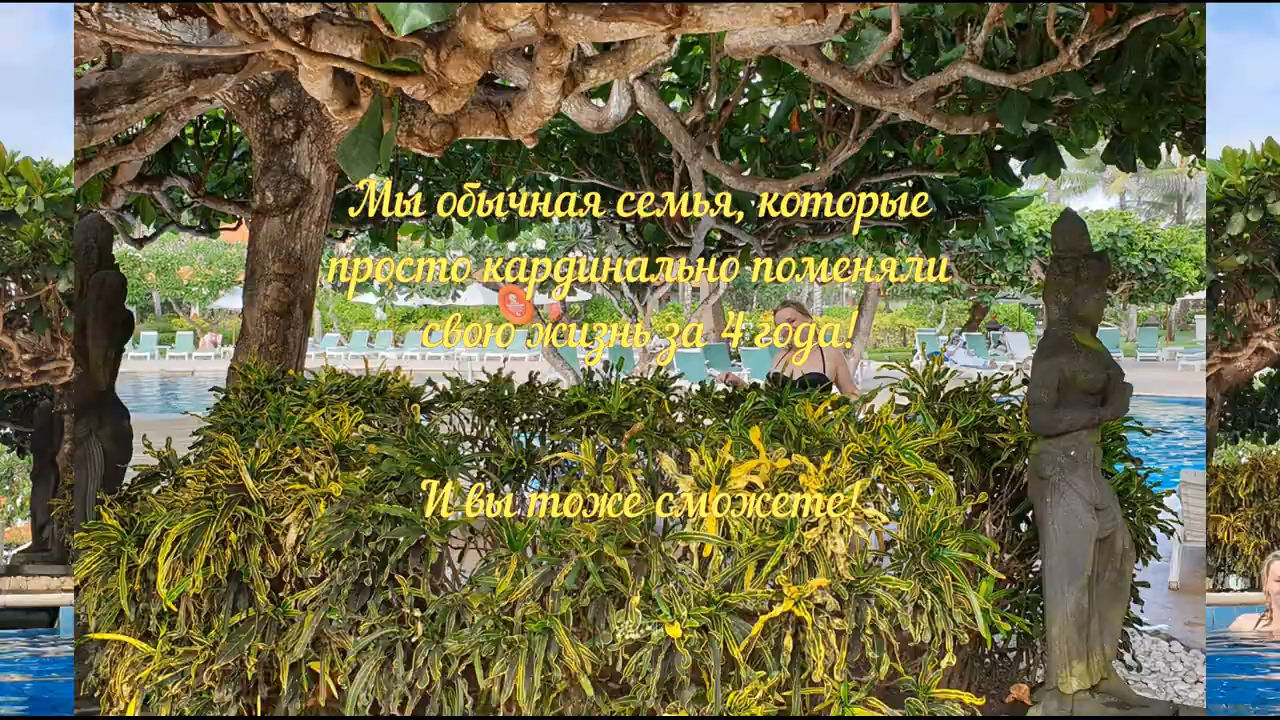 Мы обычная семья, которые
просто кардинально поменяли
свою жизнь за 4 года!
И вы тоже сможете!